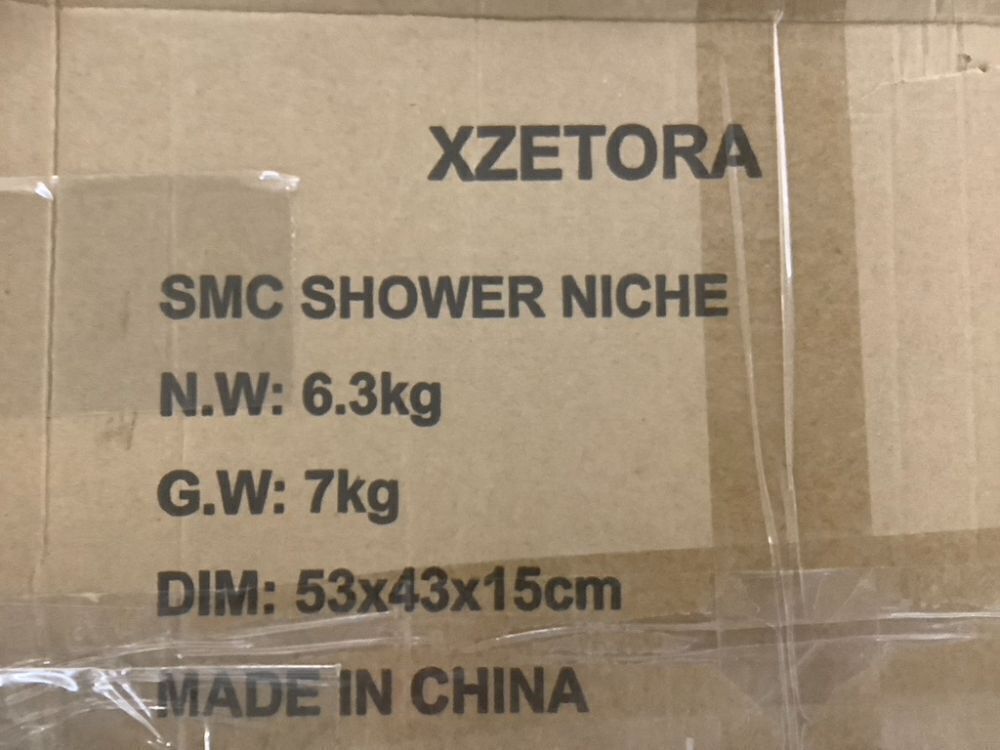 XZETORA
SMC SHOWER NICHE
N.W: 6.3kg
G.W: 7kg
DIM: 53x43x15cm
MADE IN CHINA